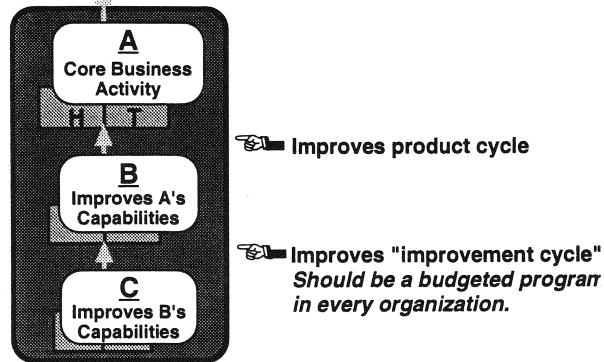 A
Core Business
Activity
H T
Improves product cycle
B
Improves A's
Capabilities
Improves "improvement cycle"
Should be a budgeted program
in every organization.
C
Improves B's
Capabilities